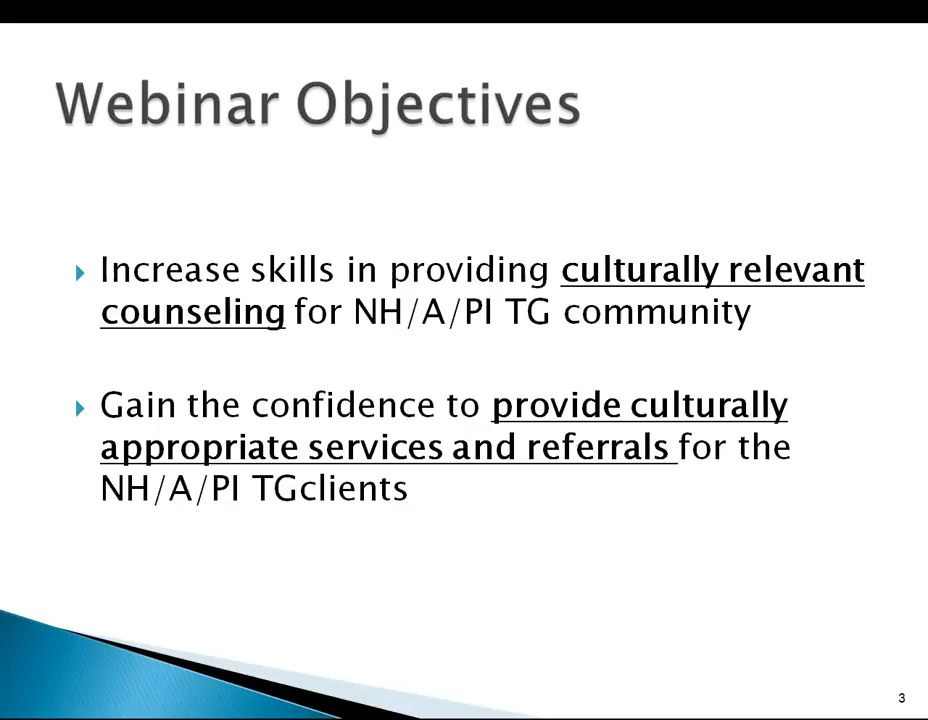 Webinar Objectives
Increase skills in providing culturally relevant
counseling for NH/A/PI TG community
Gain the confidence to provide culturally
appropriate services and referrals for the
NH/A/PI TGclients
3